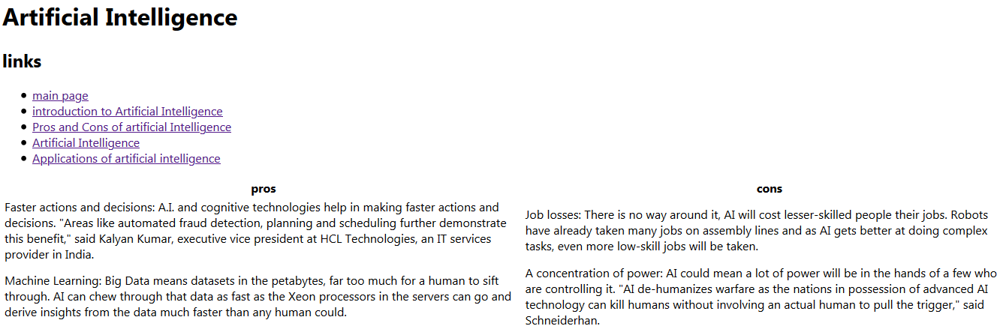 Artificial Intelligence
links
main page
introduction to Artificial Intelligence
Pros and Cons of artificial Intelligence
Artificial Intelligence
Applications of artificial intelligence
pros
Faster actions and decisions: A.I. and cognitive technologies help in making faster actions and
decisions. "Areas like automated fraud detection, planning and scheduling further demonstrate
this benefit," said Kalyan Kumar, executive vice president at HCL Technologies, an IT services
provider in India.
Machine Learning: Big Data means datasets in the petabytes, far too much for a human to sift
through. AI can chew through that data as fast as the Xeon processors in the servers can go and
derive insights from the data much faster than any human could.
cons
Job losses: There is no way around it, AI will cost lesser-skilled people their jobs. Robots
have already taken many jobs on assembly lines and as AI gets better at doing complex
tasks, even more low-skill jobs will be taken.
A concentration of power: AI could mean a lot of power will be in the hands of a few who
are controlling it. "AI de-humanizes warfare as the nations in possession of advanced AI
technology can kill humans without involving an actual human to pull the trigger," said
Schneiderhan.